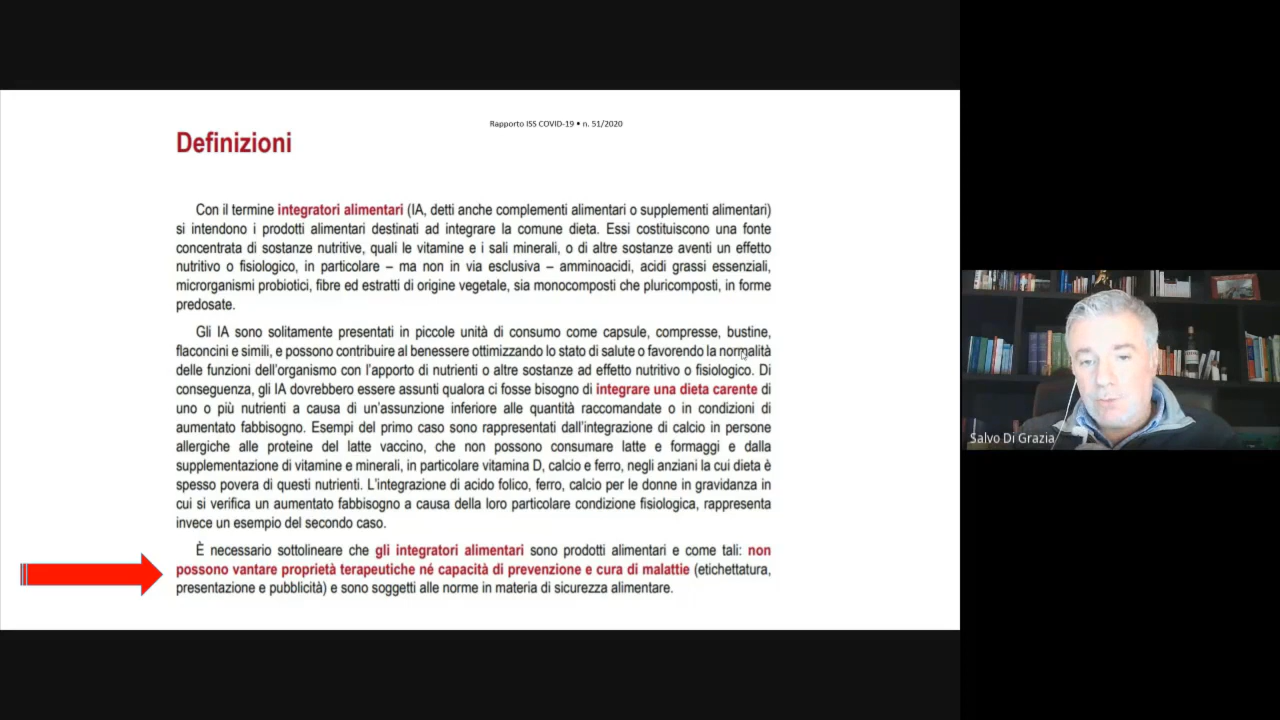 Rapporto ISS COVID-19 ▪ n. 51/2020
Definizioni
Con il termine integratori alimentari (IA, detti anche complementi alimentari o supplementi alimentari)
si intendono i prodotti alimentari destinati ad integrare la comune dieta. Essi costituiscono una fonte
concentrata di sostanze nutritive, quali le vitamine e i sali minerali, o di altre sostanze aventi un effetto
nutritivo o fisiologico, in particolare – ma non in via esclusiva – amminoacidi, acidi grassi essenziali,
microrganismi probiotici, fibre ed estratti di origine vegetale, sia monocomposti che pluricomposti, in forme
predosate.
Gli IA sono solitamente presentati in piccole unità di consumo come capsule, compresse, bustine,
flaconcini e simili, e possono contribuire al benessere ottimizzando lo stato di salute o favorendo la normalità
delle funzioni dell'organismo con l'apporto di nutrienti o altre sostanze ad effetto nutritivo o fisiologico. Di
conseguenza, gli IA dovrebbero essere assunti qualora ci fosse bisogno di integrare una dieta carente di
uno o più nutrienti a causa di un'assunzione inferiore alle quantità raccomandate o in condizioni di
aumentato fabbisogno. Esempi del primo caso sono rappresentati dall'integrazione di calcio in persone
allergiche alle proteine del latte vaccino, che non possono consumare latte e formaggi e dalla
supplementazione di vitamine e minerali, in particolare vitamina D, calcio e ferro, negli anziani la cui dieta è
spesso povera di questi nutrienti. L'integrazione di acido folico, ferro, calcio per le donne in gravidanza in
cui si verifica un aumentato fabbisogno a causa della loro particolare condizione fisiologica, rappresenta
invece un esempio del secondo caso.
È necessario sottolineare che gli integratori alimentari sono prodotti alimentari e come tali: non
possono vantare proprietà terapeutiche né capacità di prevenzione e cura di malattie (etichettatura,
presentazione e pubblicità) e sono soggetti alle norme in materia di sicurezza alimentare.
Salvo Di Grazia